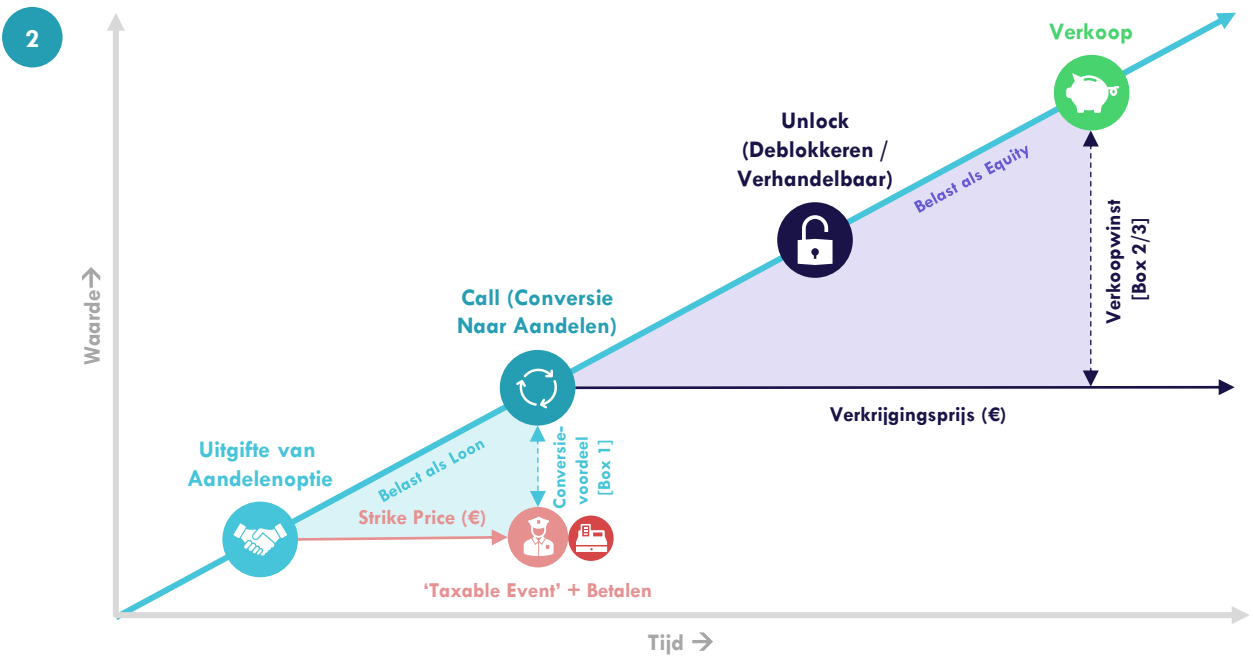 2
Verkoop
Unlock
(Deblokkeren /
Verhandelbaar)
Belast als Equity
Verkoopwinst
[Box 2/3]
Waarde→
Call (Conversie
Naar Aandelen)
Verkrijgingsprijs (€)
Uitgifte van
Aandelenoptie
Belast als Loon
Conversie-
voordeel
[Box 1]
Strike Price (€)
‘Taxable Event’ + Betalen
Tijd →